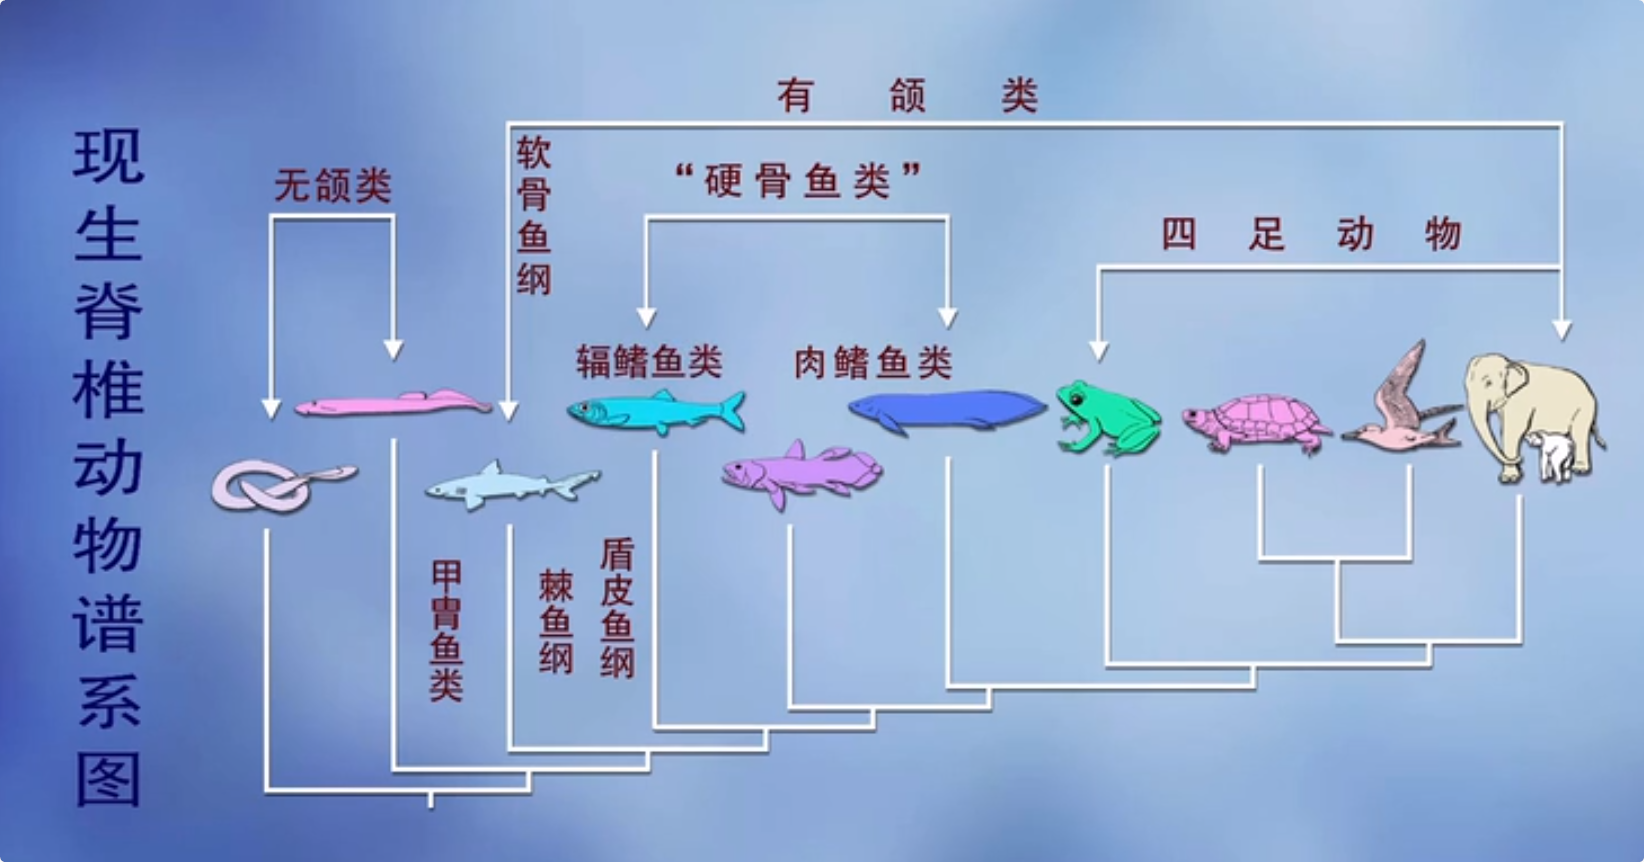 现生脊椎动物谱系图
有颌类
无颌类
软骨鱼纲
“硬骨鱼类”
四足动物
辐鳍鱼类
肉鳍鱼类
甲胄鱼类
棘鱼纲
盾皮鱼纲